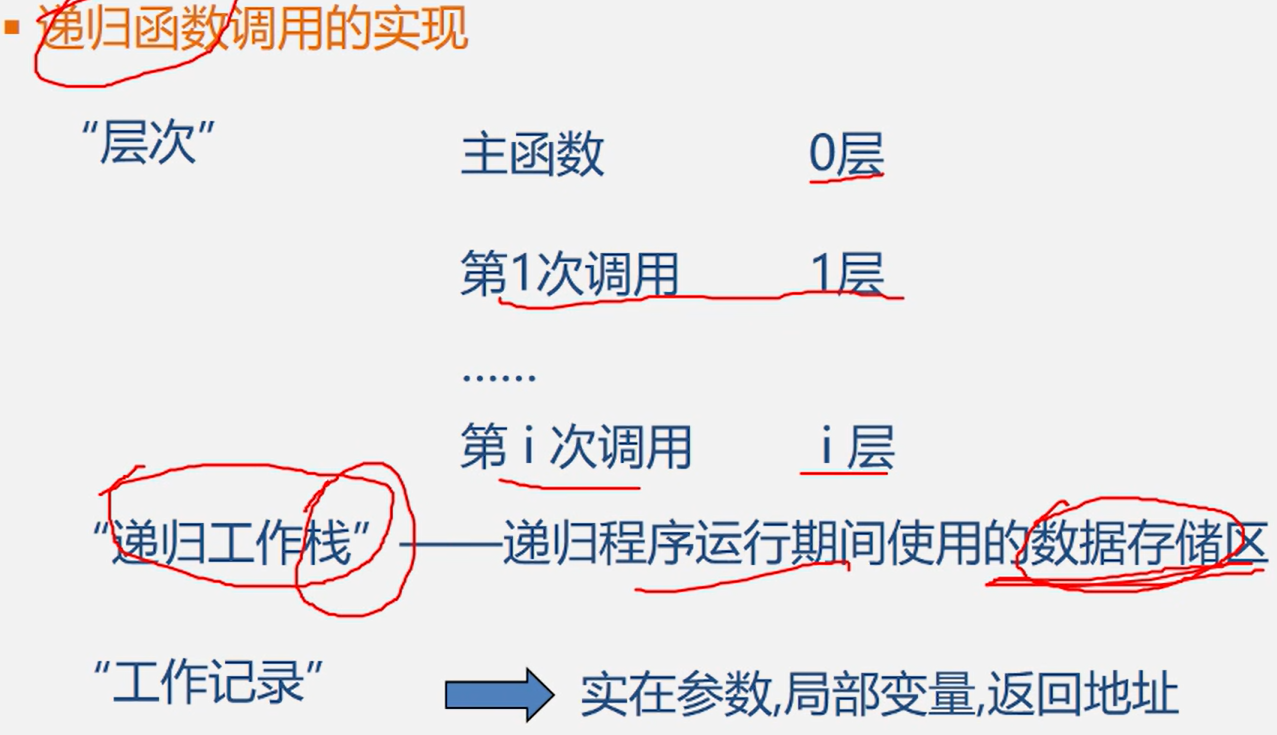 ▪ 递归函数调用的实现
“层次”
主函数 0层
第1次调用 1层
……
第 i 次调用 i 层
“递归工作栈”——递归程序运行期间使用的数据存储区
“工作记录” 实在参数,局部变量,返回地址